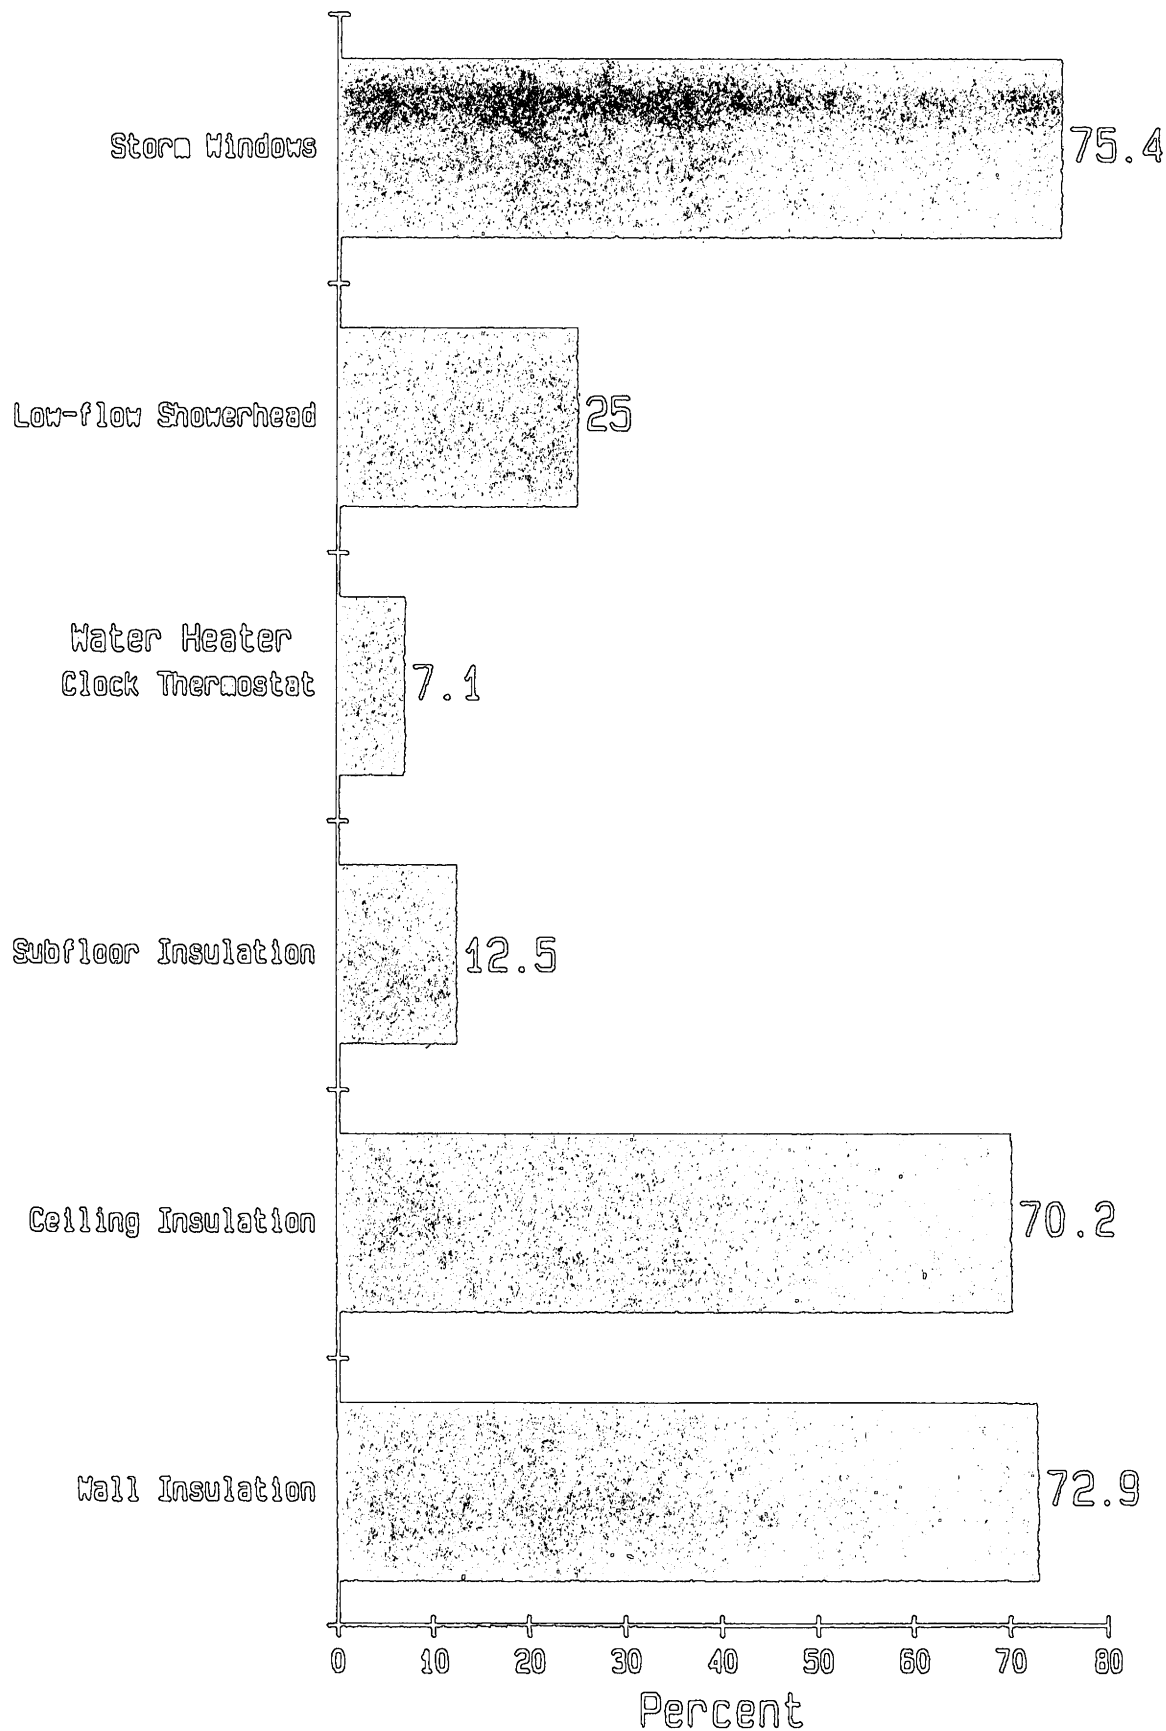 Storm Windows
75.4
Low-flow Showerhead
25
Water Heater
Clock Thermostat
7.1
Subfloor Insulation
12.5
Ceiling Insulation
70.2
Wall Insulation
72.9
0 10 20 30 40 50 60 70 80
Percent